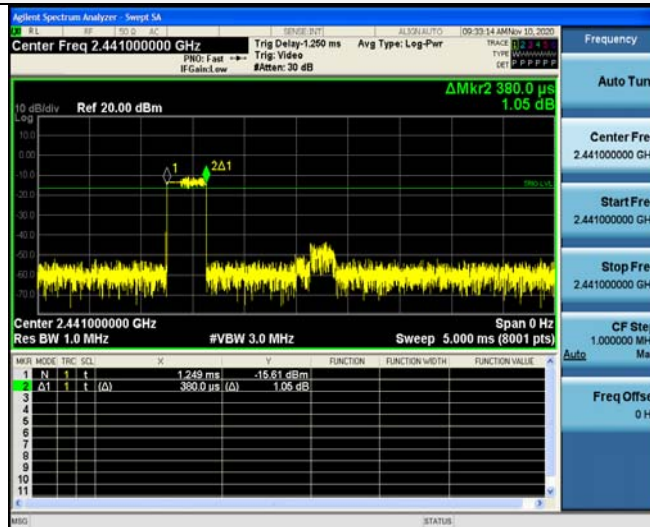 Agilent Spectrum Analyzer - Swept SA
RL RF 50 Ω AC SENSE:INT ALIGN AUTO 09:33:14 AM Nov 10, 2020
Center Freq 2.441000000 GHz
PNO: Fast
IFGain:Low
Trig Delay-1.250 ms
Trig: Video
#Atten: 30 dB
Avg Type: Log-Pwr
TRACE 1 2 3 4 5 6
TYPE
DET P P P P P P
ΔMkr2 380.0 µs
1.05 dB
10 dB/div Ref 20.00 dBm
Log
10.0
0.00
-10.0
-20.0
-30.0
-40.0
-50.0
-60.0
-70.0
1
2Δ1
TRIG LVL
Center 2.441000000 GHz Span 0 Hz
Res BW 1.0 MHz #VBW 3.0 MHz Sweep 5.000 ms (8001 pts)
MKR MODE TRC SCL X Y FUNCTION FUNCTION WIDTH FUNCTION VALUE
1 N 1 t 1.249 ms -15.61 dBm
2 Δ1 1 t (Δ) 380.0 µs (Δ) 1.05 dB
3
4
5
6
7
8
9
10
11
MSG STATUS
Frequency
Auto Tun
Center Fre
2.441000000 GH
Start Fre
2.441000000 GH
Stop Fre
2.441000000 GH
CF Ste
1.000000 MH
Auto Ma
Freq Offse
0 H